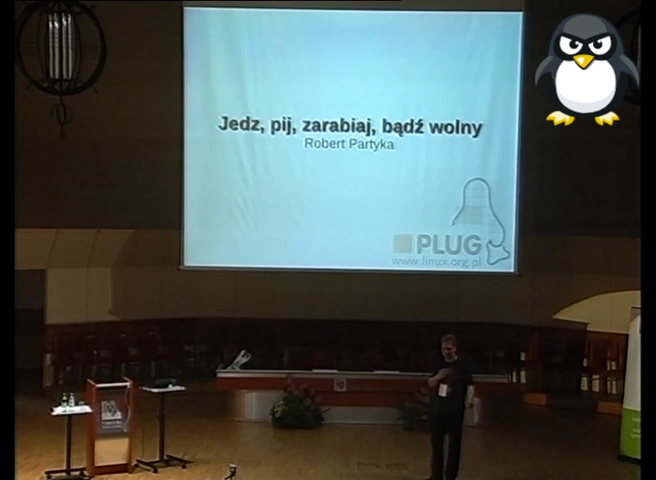 Jedz, pij, zarabiaj, bądź wolny
Robert Partyka
PLUG
www.linux.org.pl